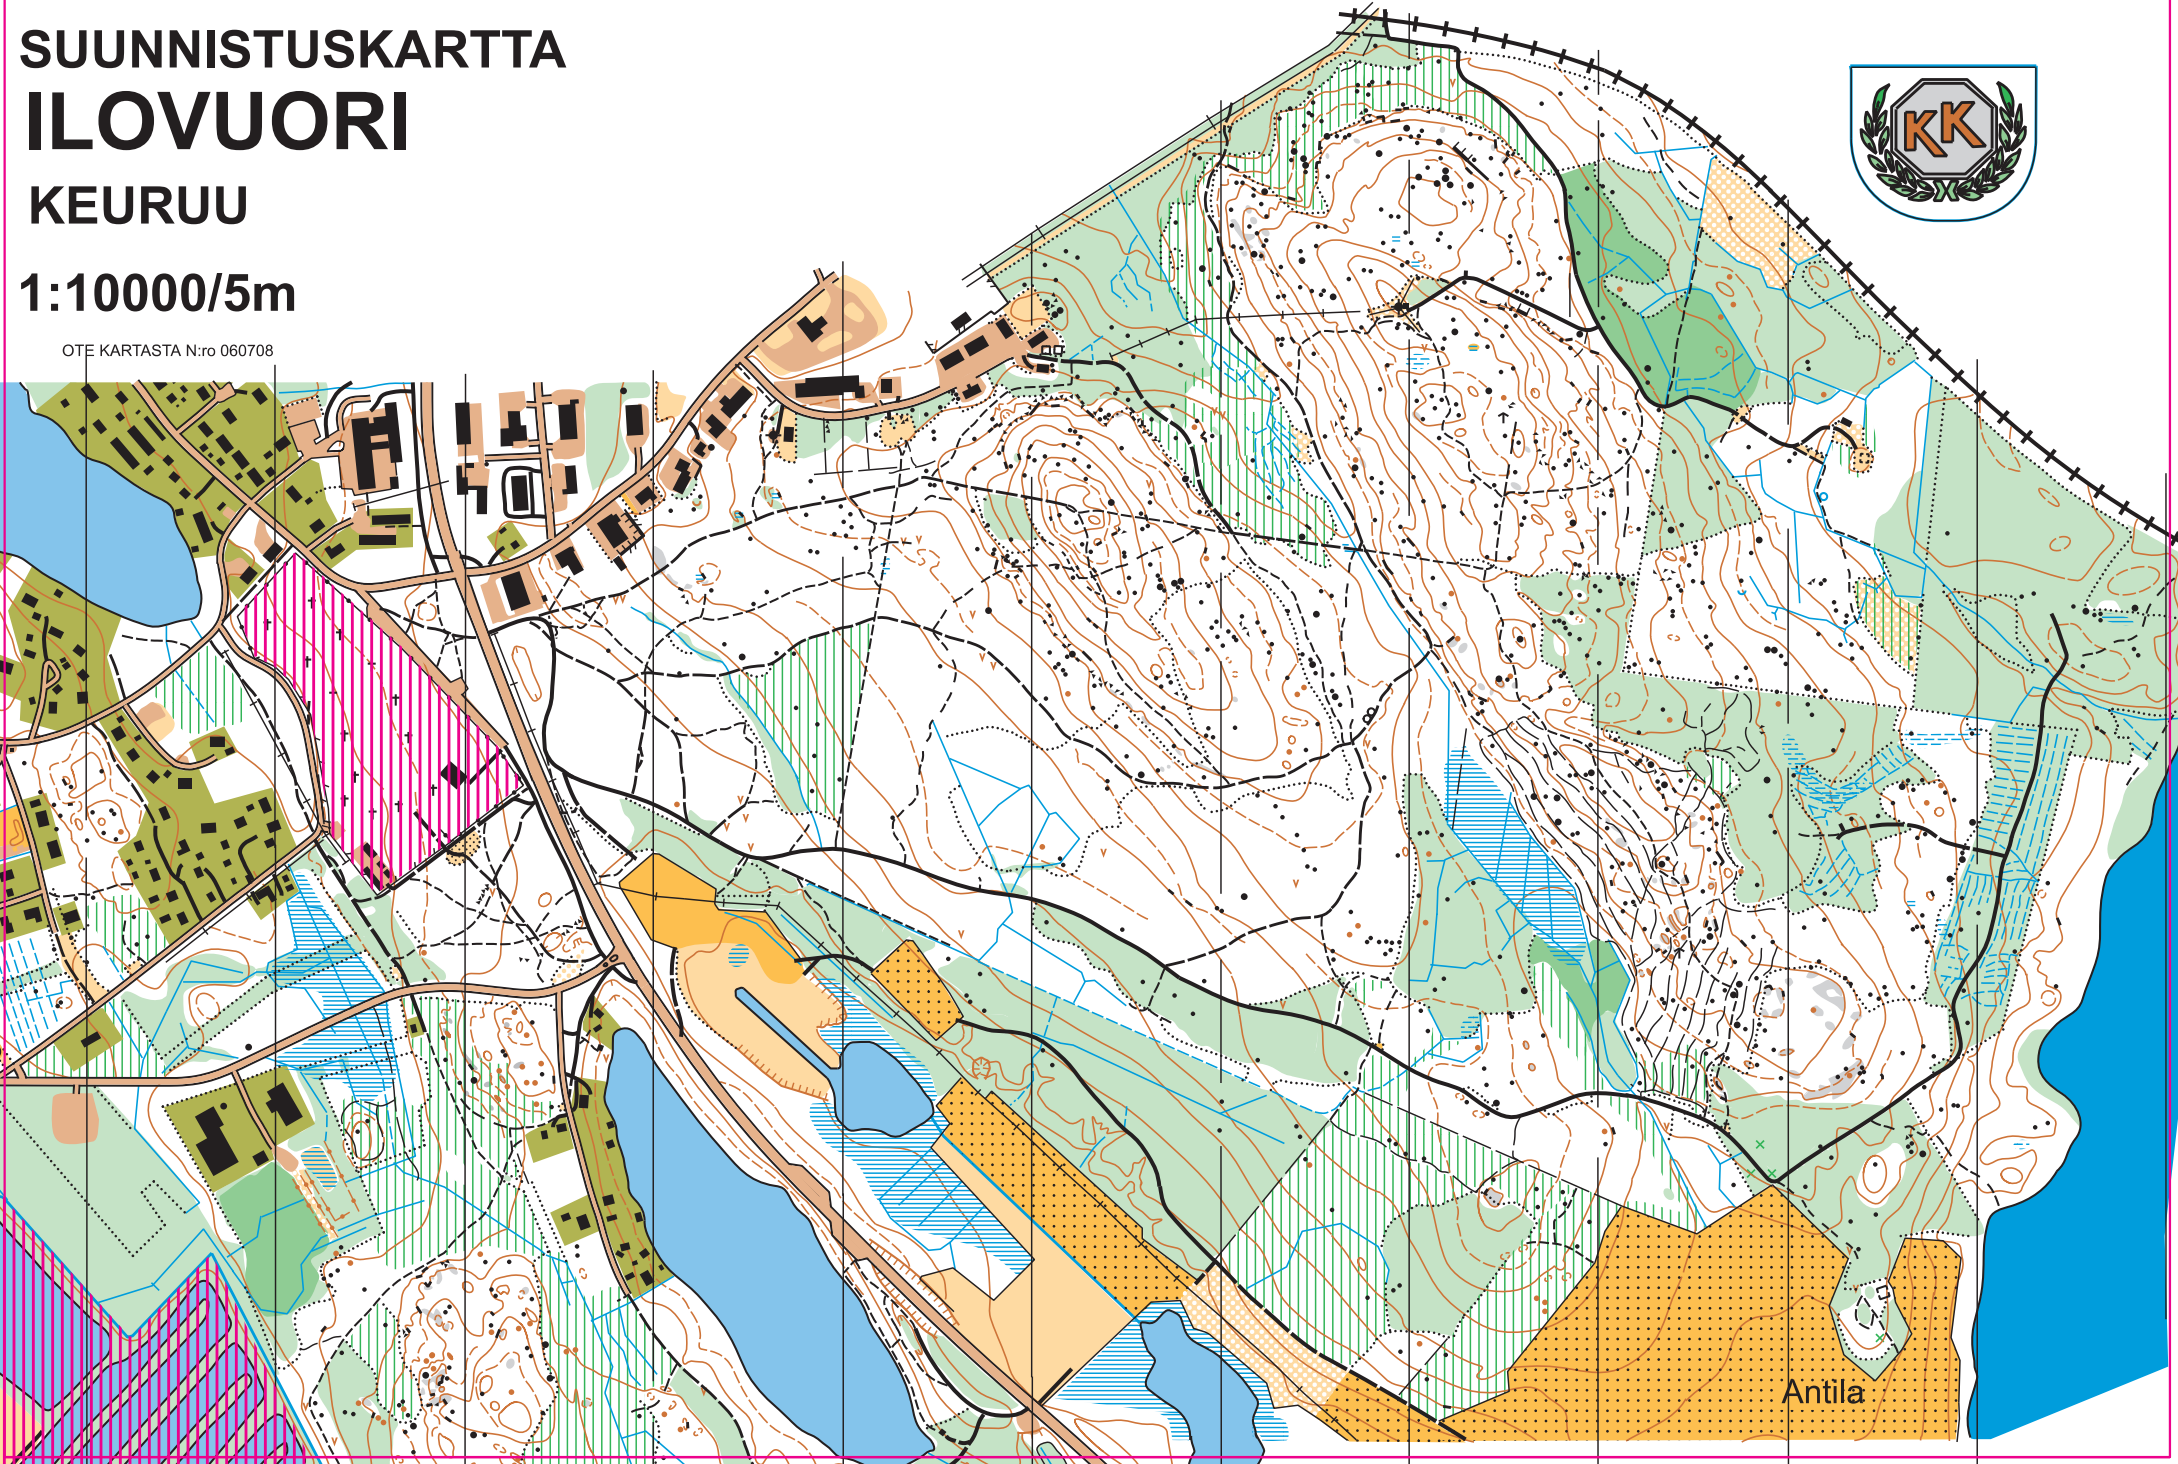 SUUNNISTUSKARTTA
ILOVUORI
KEURUU
1:10000/5m
OTE KARTASTA N:ro 060708
KK
Antila